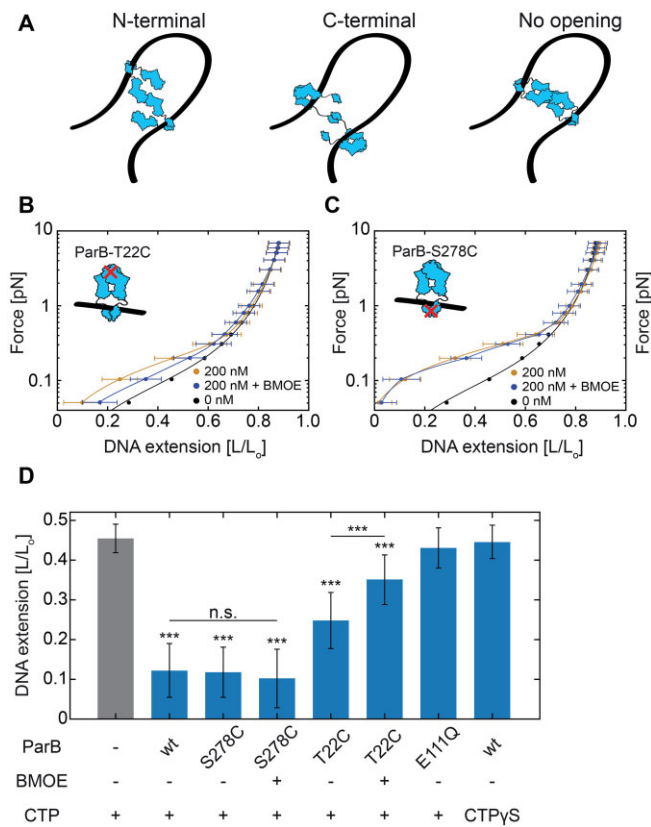 A
N-terminal C-terminal No opening
B C
Force [pN]
10
1
0.1
ParB-T22C
200 nM
200 nM + BMOE
0 nM
0 0.2 0.4 0.6 0.8 1.0
DNA extension [L/Lo]
Force [pN]
10
1
0.1
ParB-S278C
200 nM
200 nM + BMOE
0 nM
0 0.2 0.4 0.6 0.8 1.0
DNA extension [L/Lo]
D
DNA extension [L/Lo]
0.5
0.4
0.3
0.2
0.1
0
n.s.
***
*** *** *** *** ***
ParB - wt S278C S278C T22C T22C E111Q wt
BMOE - - - + - + - -
CTP + + + + + + + CTPγS